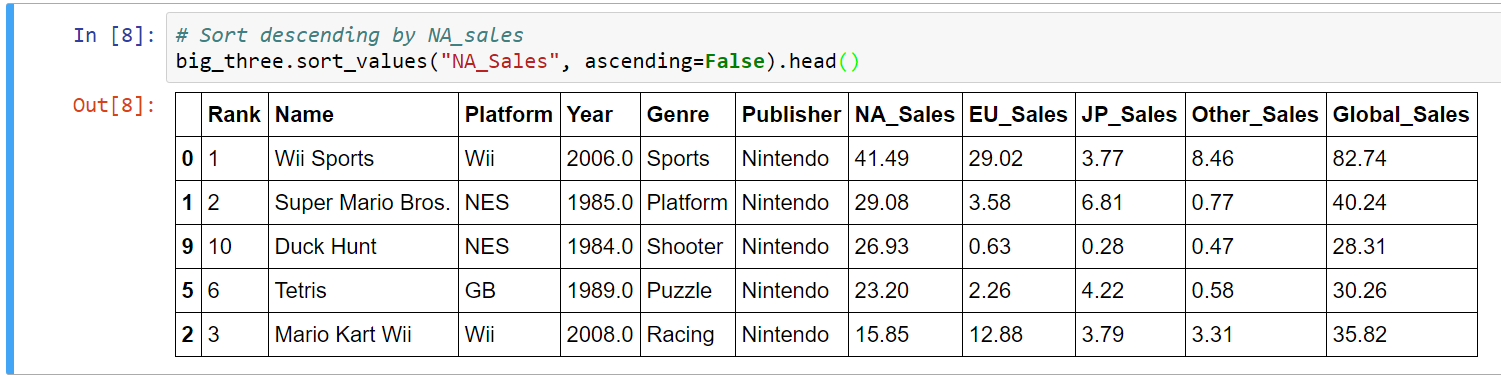 In [8]: # Sort descending by NA_sales
big_three.sort_values("NA_Sales", ascending=False).head()
Out[8]:
Rank Name Platform Year Genre Publisher NA_Sales EU_Sales JP_Sales Other_Sales Global_Sales
0 1 Wii Sports Wii 2006.0 Sports Nintendo 41.49 29.02 3.77 8.46 82.74
1 2 Super Mario Bros. NES 1985.0 Platform Nintendo 29.08 3.58 6.81 0.77 40.24
9 10 Duck Hunt NES 1984.0 Shooter Nintendo 26.93 0.63 0.28 0.47 28.31
5 6 Tetris GB 1989.0 Puzzle Nintendo 23.20 2.26 4.22 0.58 30.26
2 3 Mario Kart Wii Wii 2008.0 Racing Nintendo 15.85 12.88 3.79 3.31 35.82